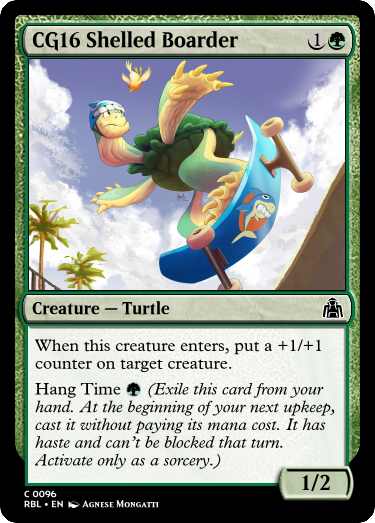 CG16 Shelled Boarder 1
Creature — Turtle
When this creature enters, put a +1/+1
counter on target creature.
Hang Time (Exile this card from your
hand. At the beginning of your next upkeep,
cast it without paying its mana cost. It has
haste and can't be blocked that turn.
Activate only as a sorcery.)
1/2
C 0096
RBL • EN Agnese Mongatti